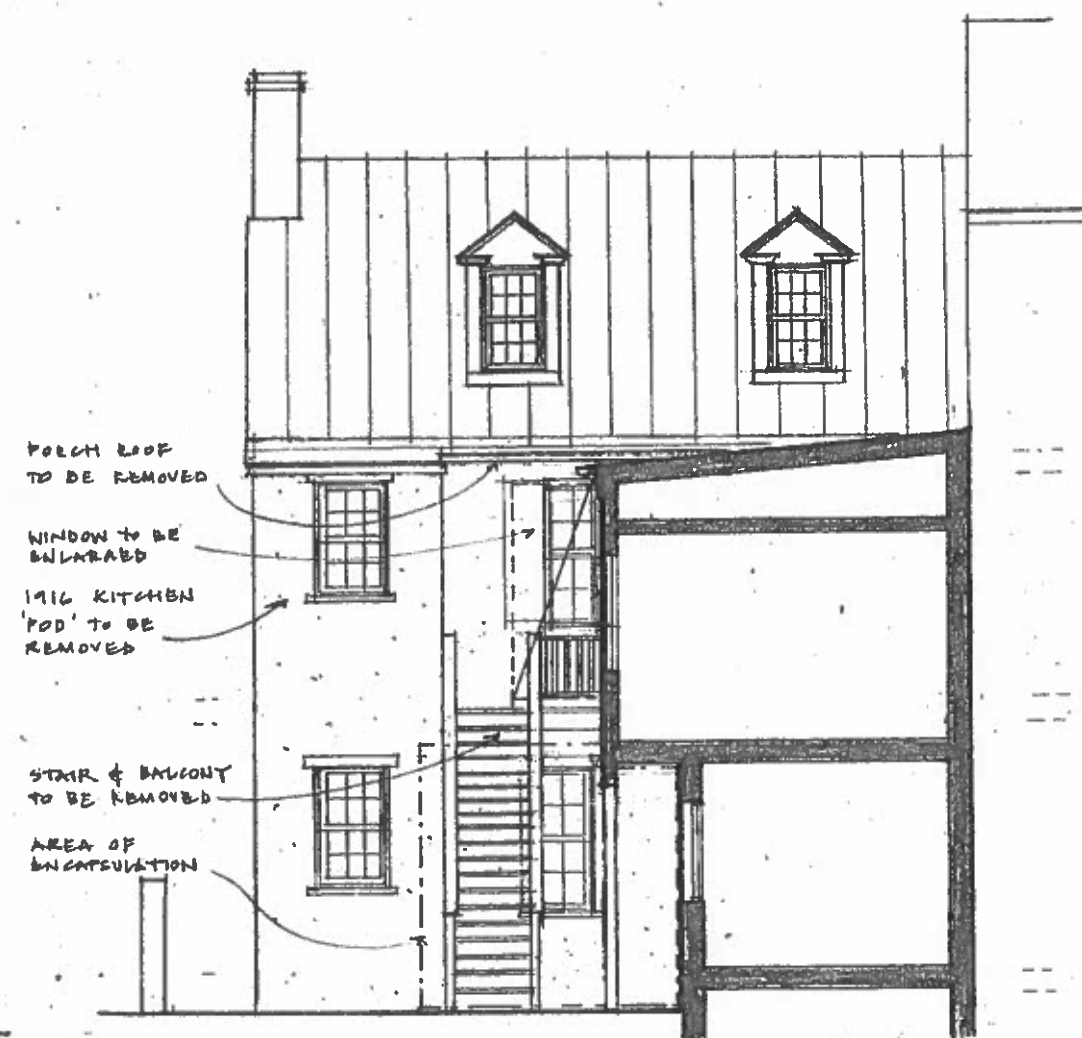 PORCH ROOF
TO BE REMOVED
WINDOW TO BE
ENLARGED
1916 KITCHEN
'POD' TO BE
REMOVED
STAIR & BALCONY
TO BE REMOVED
AREA OF
ENCAPSULATION